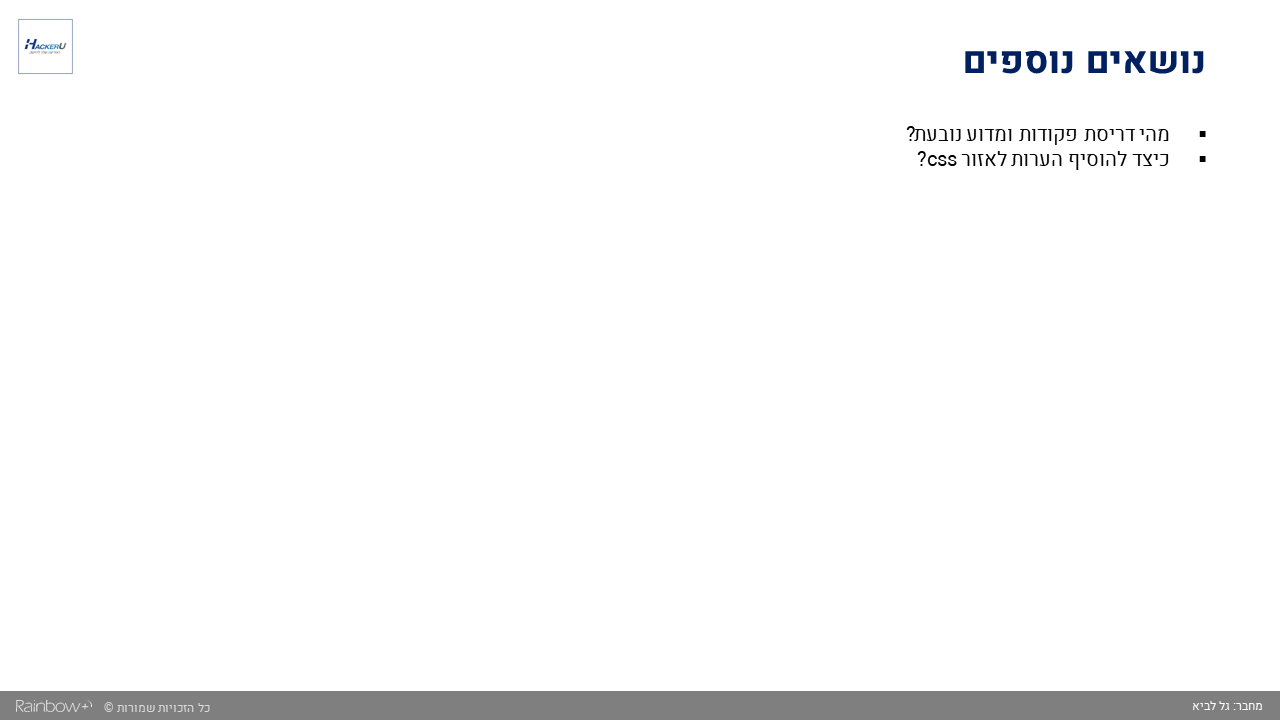 HACKERU
נושאים נוספים
▪ מהי דריסת פקודות ומדוע נובעת?
▪ כיצד להוסיף הערות לאזור css?
מחבר: גל לביא
כל הזכויות שמורות ©
Rainbow+